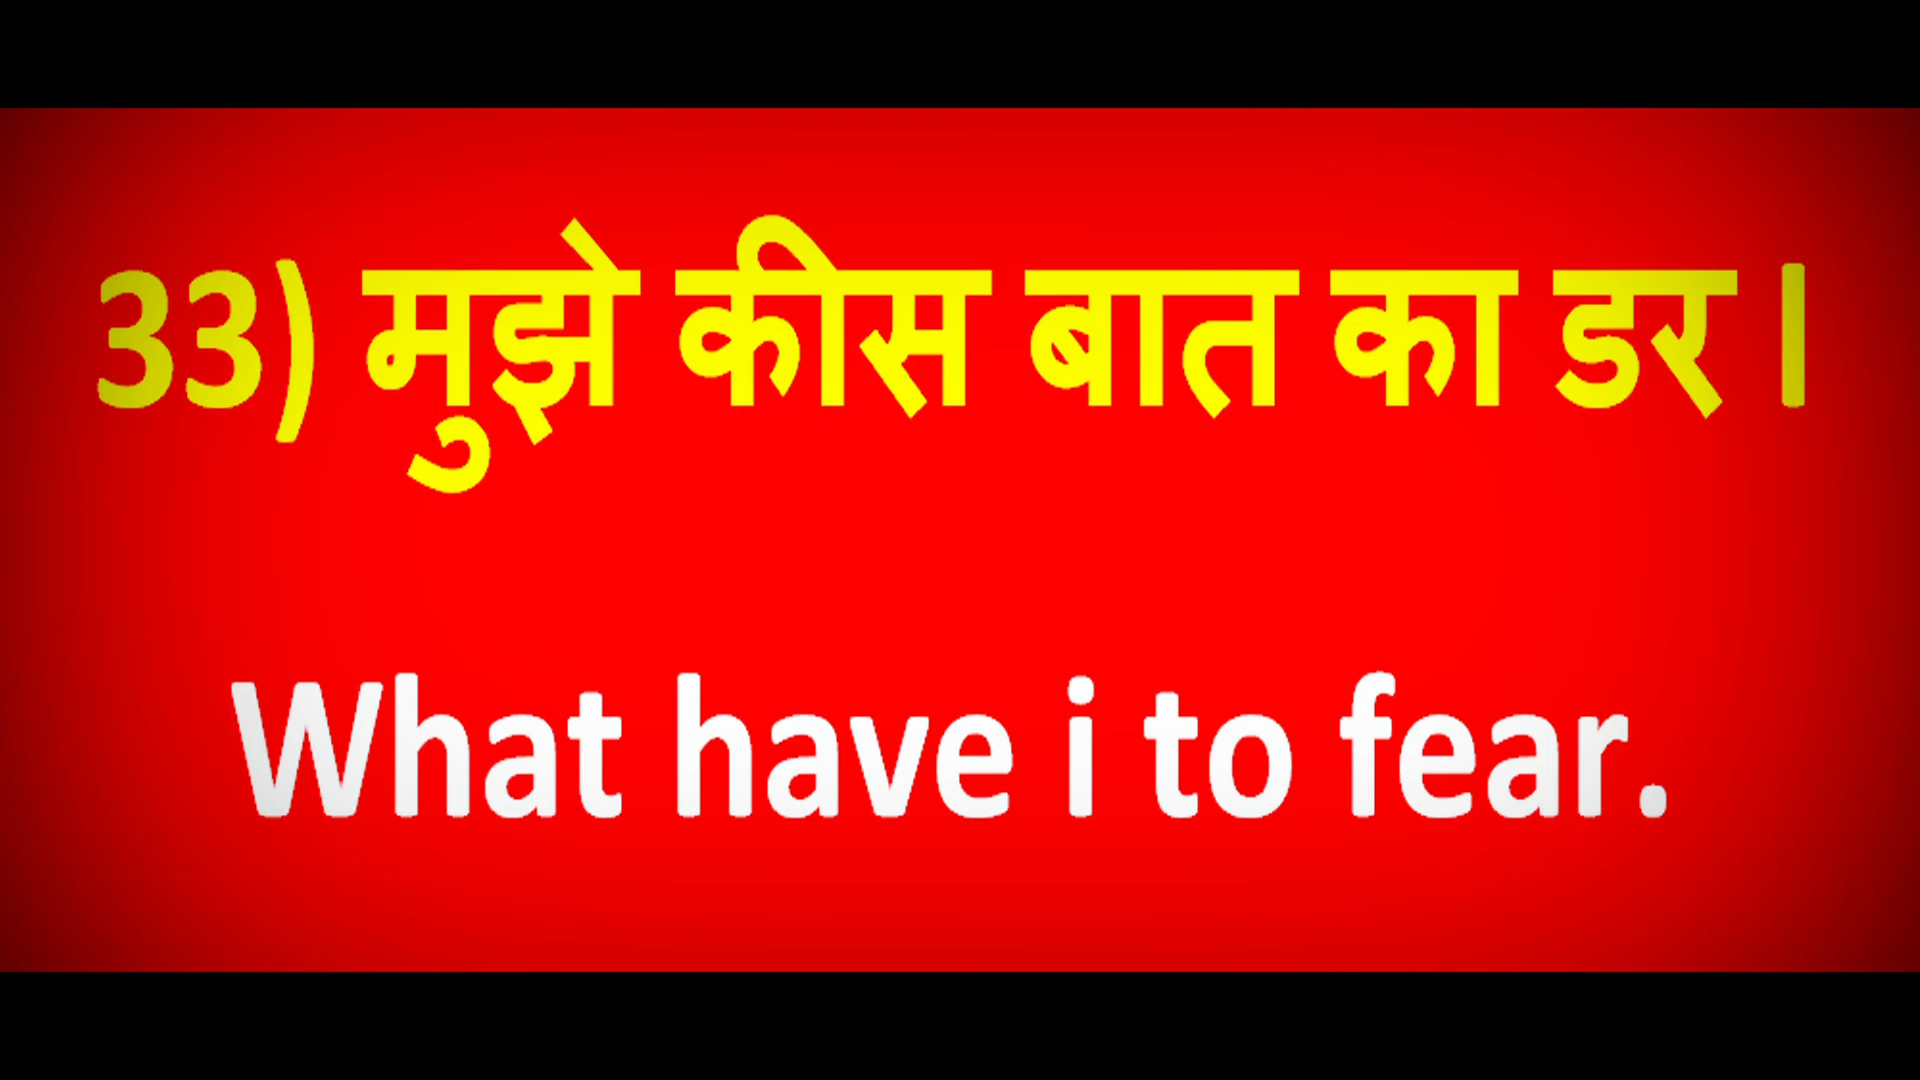 33) मुझे कीस बात का डर ।
What have i to fear.